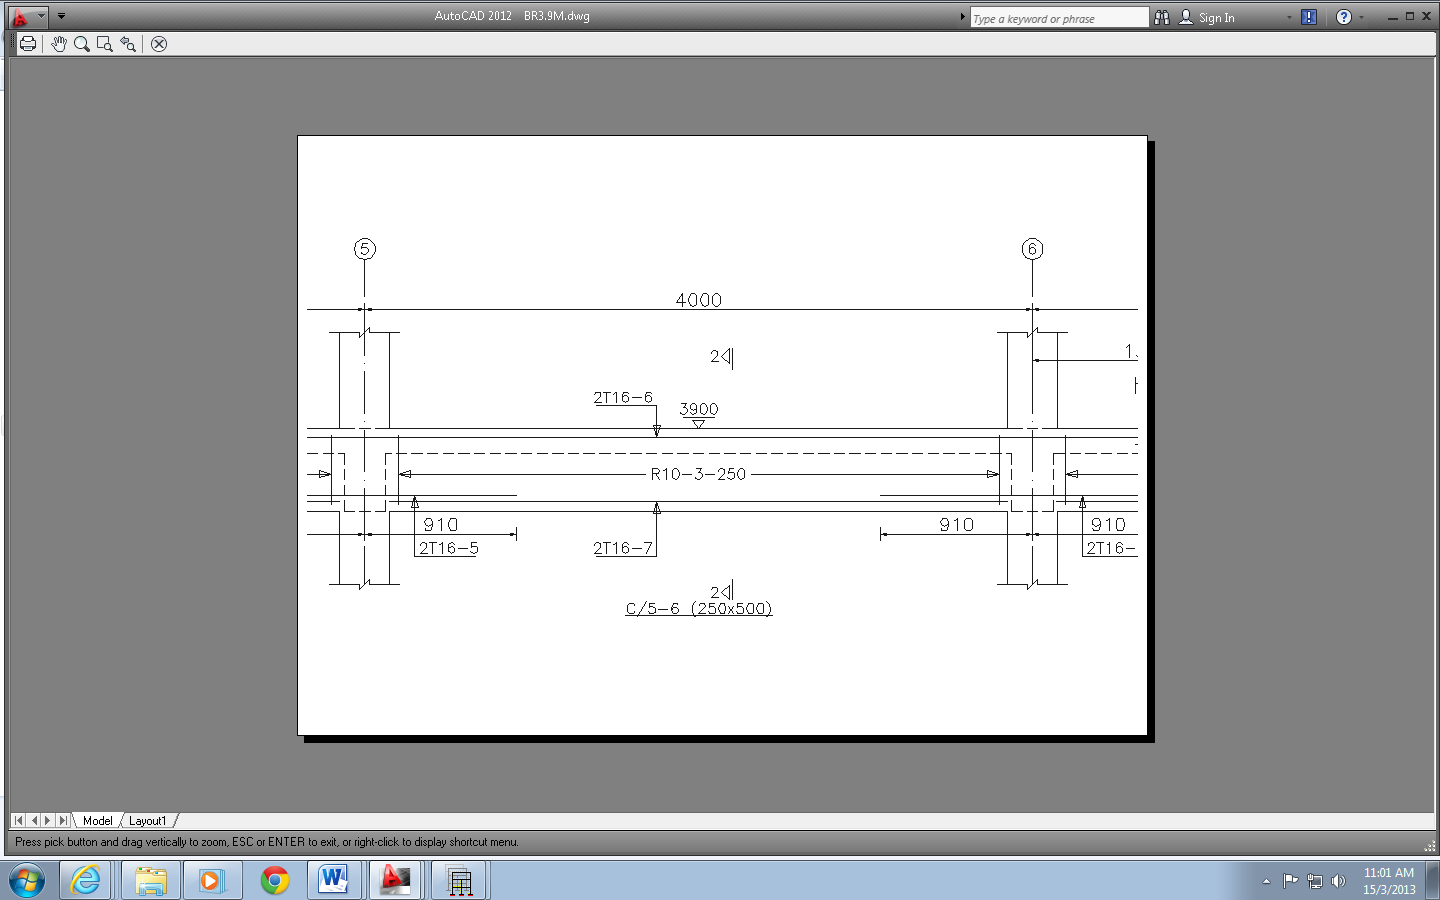 AutoCAD 2012 BR3.9M.dwg
Type a keyword or phrase
Sign In
5
6
4000
2
1.
2T16-6
3900
R10-3-250
910
910
910
2T16-5
2T16-7
2T16-
2
C/5-6 (250x500)
Model
Layout1
Press pick button and drag vertically to zoom, ESC or ENTER to exit, or right-click to display shortcut menu.
11:01 AM
15/3/2013